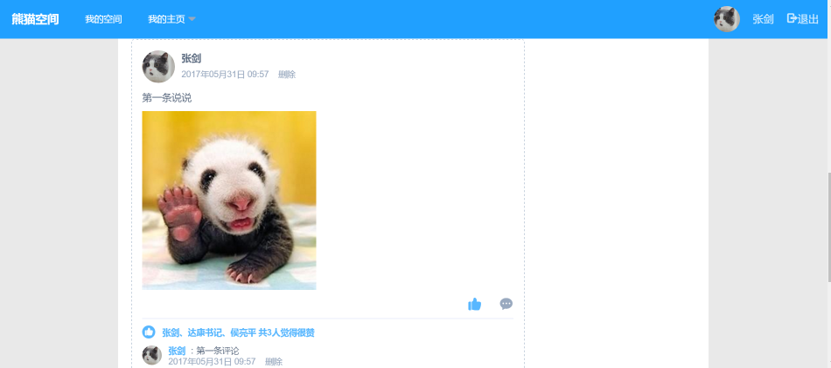 熊猫空间 我的空间 我的主页 张剑 退出
张剑
2017年05月31日 09:57 删除
第一条说说
张剑、达康书记、侯亮平 共3人觉得很赞
张剑 ：第一条评论
2017年05月31日 09:57 删除